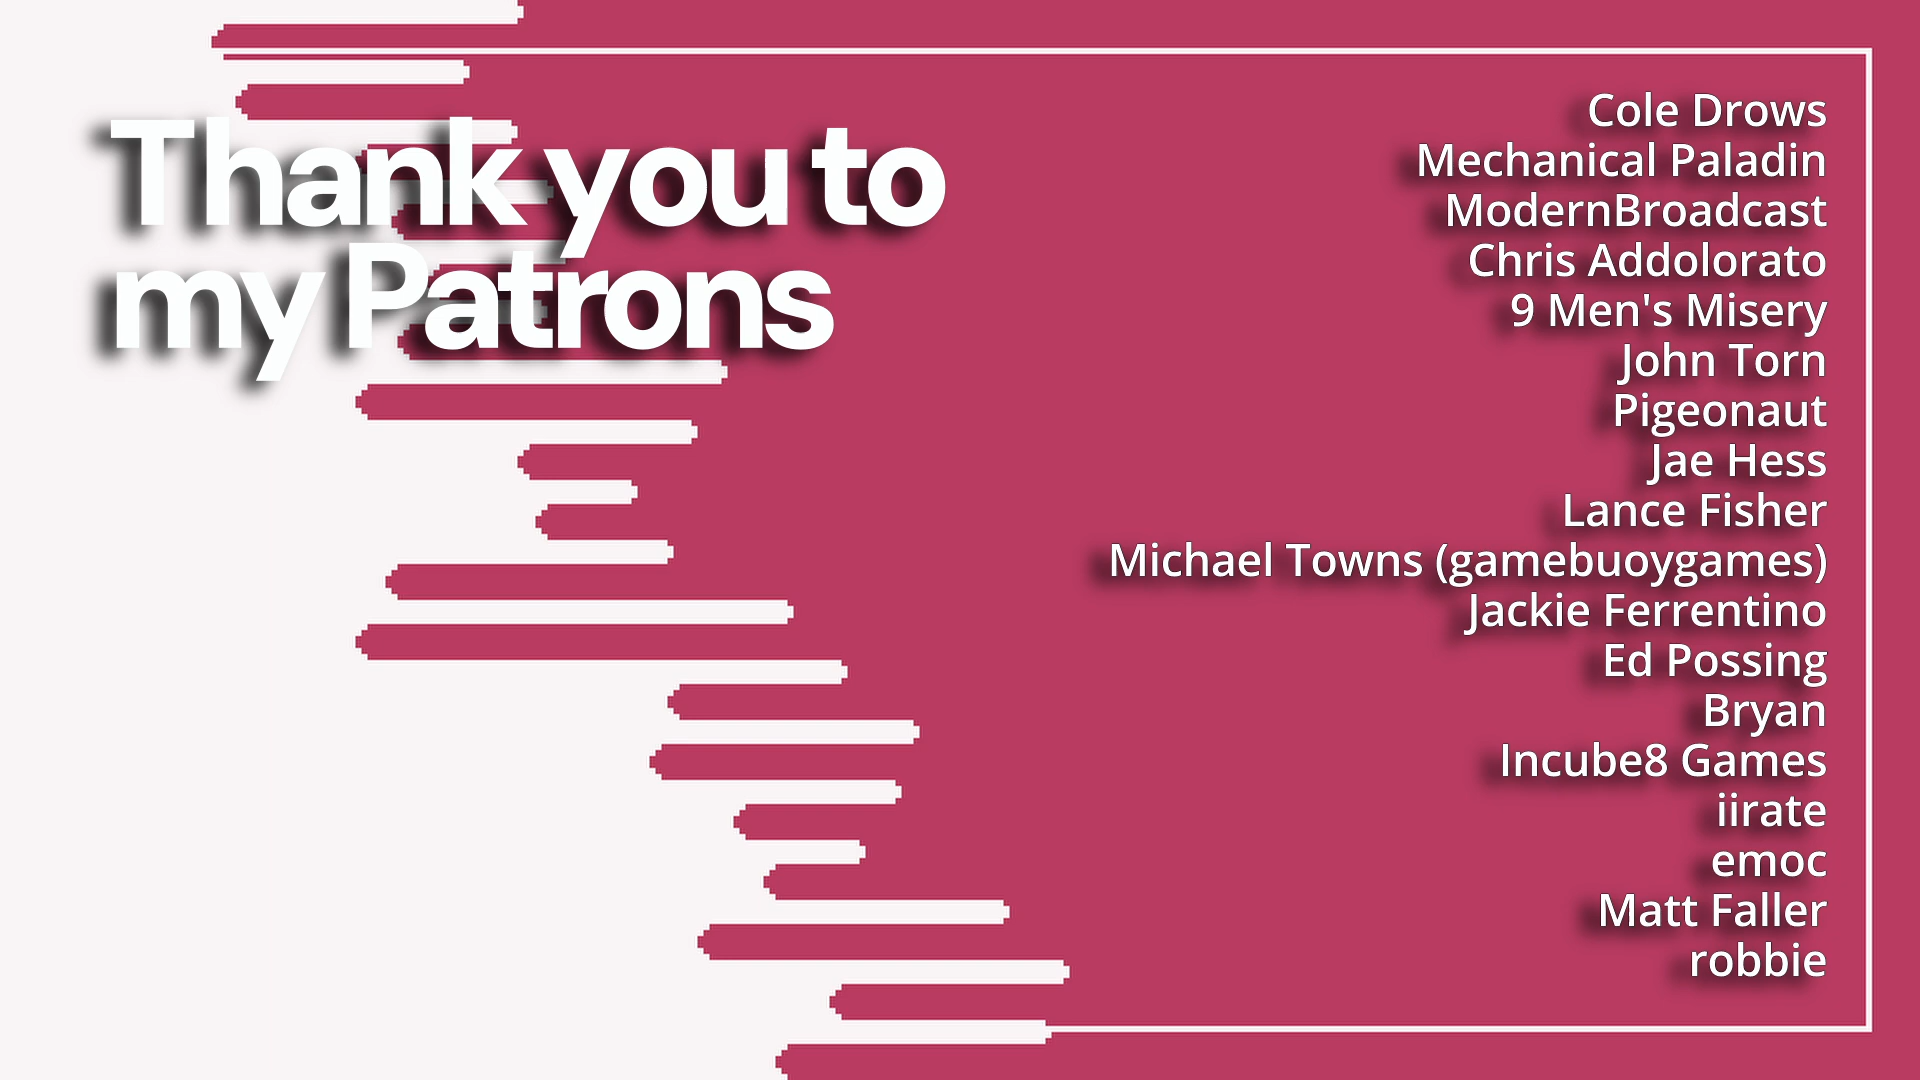 Thank you to
my Patrons
Cole Drows
Mechanical Paladin
ModernBroadcast
Chris Addolorato
9 Men's Misery
John Torn
Pigeonaut
Jae Hess
Lance Fisher
Michael Towns (gamebuoygames)
Jackie Ferrentino
Ed Possing
Bryan
Incube8 Games
iirate
emoc
Matt Faller
robbie